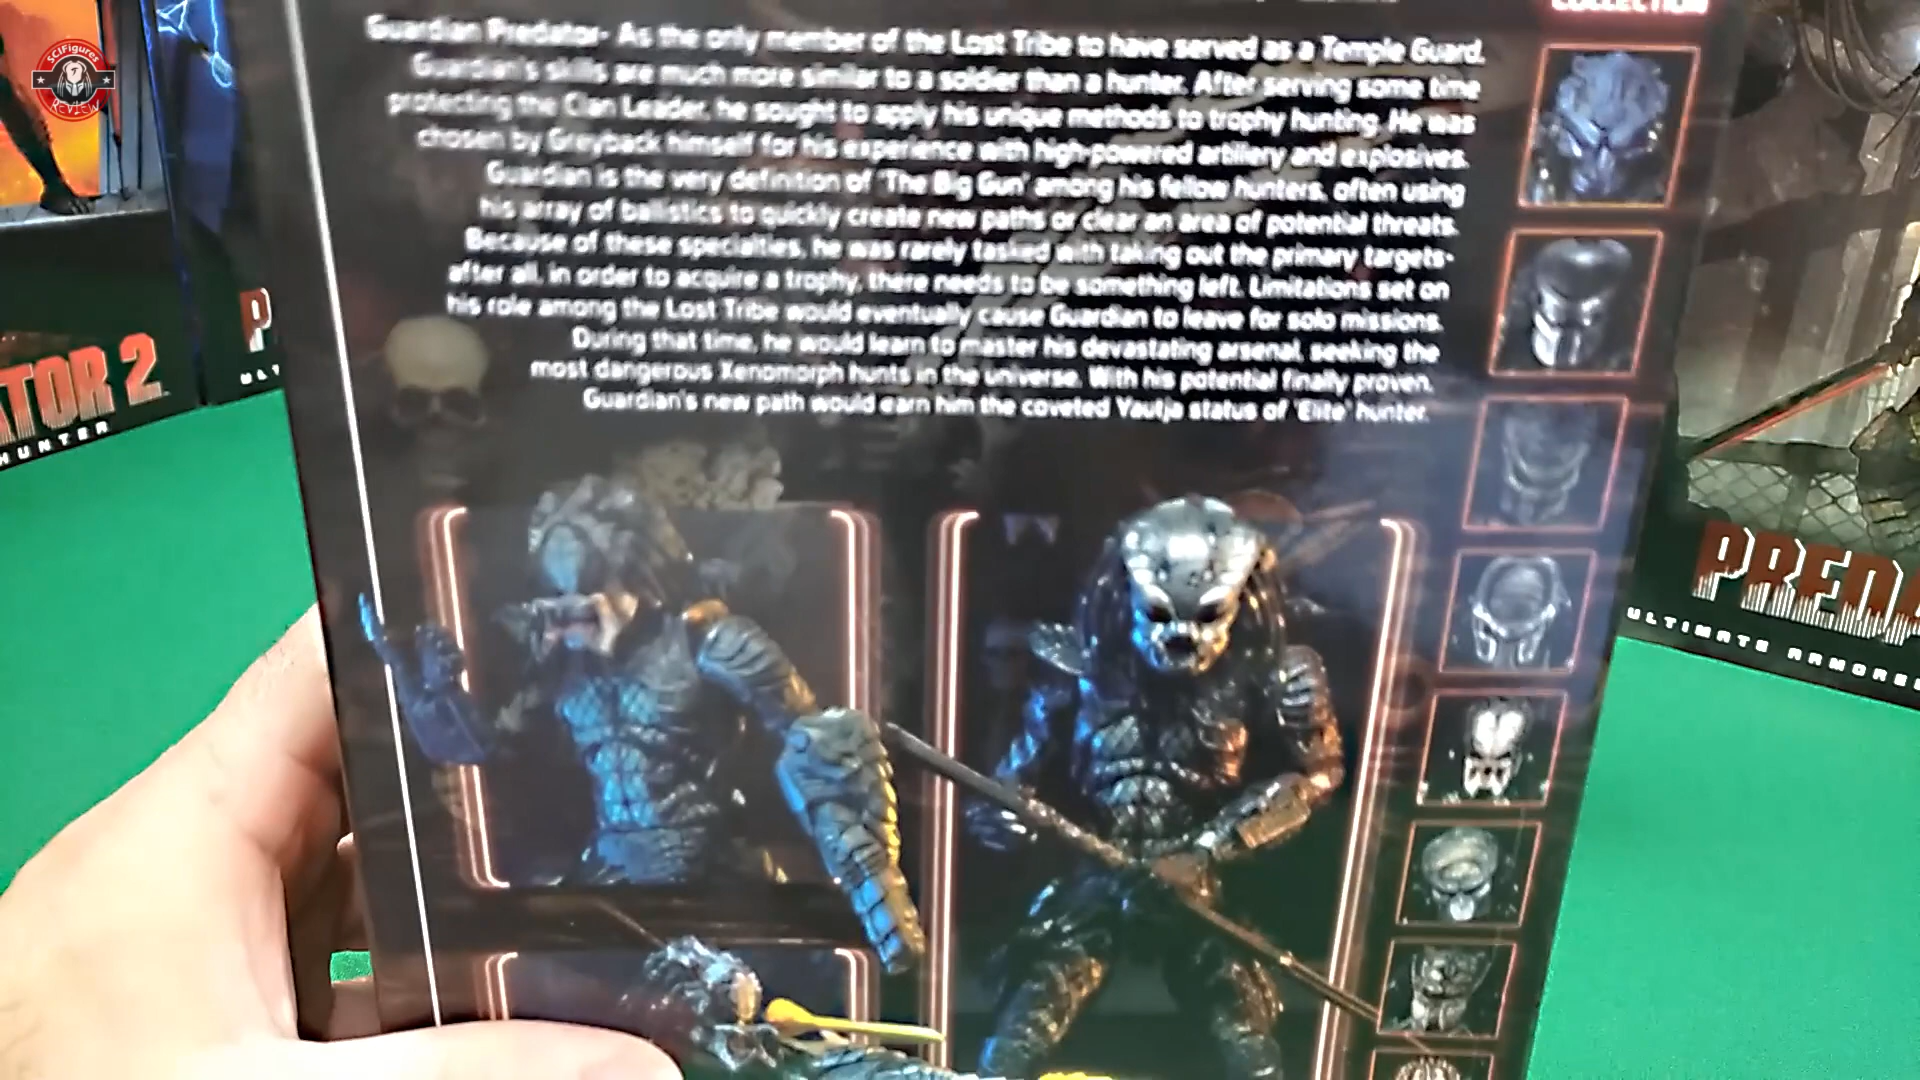 SCIFigures
REVIEW
COLLECTION
Guardian Predator- As the only member of the Lost Tribe to have served as a Temple Guard,
Guardian's skills are much more similar to a soldier than a hunter. After serving some time
protecting the Clan Leader, he sought to apply his unique methods to trophy hunting. He was
chosen by Greyback himself for his experience with high-powered artillery and explosives.
Guardian is the very definition of 'The Big Gun' among his fellow hunters, often using
his array of ballistics to quickly create new paths or clear an area of potential threats.
Because of these specialties, he was rarely tasked with taking out the primary targets-
after all, in order to acquire a trophy, there needs to be something left. Limitations set on
his role among the Lost Tribe would eventually cause Guardian to leave for solo missions.
During that time, he would learn to master his devastating arsenal, seeking the
most dangerous Xenomorph hunts in the universe. With his potential finally proven,
Guardian's new path would earn him the coveted Yautja status of 'Elite' hunter.
ATOR 2
HUNTER
P
ULT
PREDA
ULTIMATE ARMORE